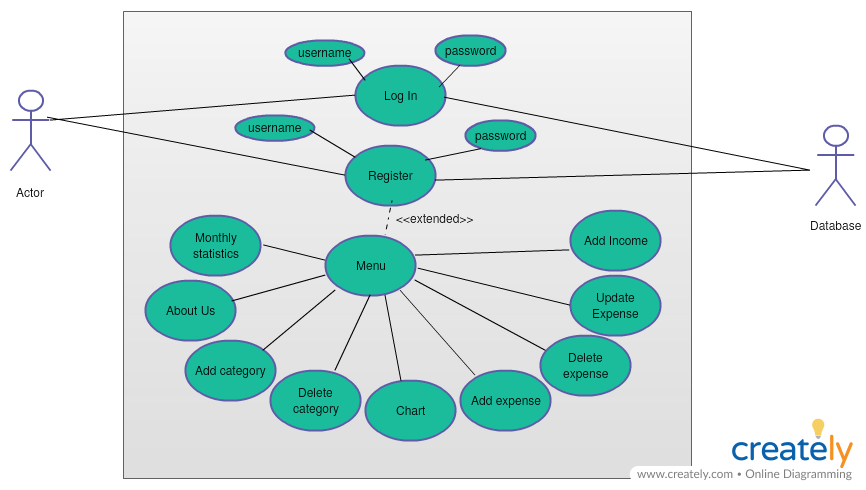 username
password
Log In
username
password
Register
Actor
Database
<<extended>>
Monthly
statistics
Menu
Add Income
About Us
Update
Expense
Add category
Delete
expense
Delete
category
Chart
Add expense
creately
www.creately.com • Online Diagramming